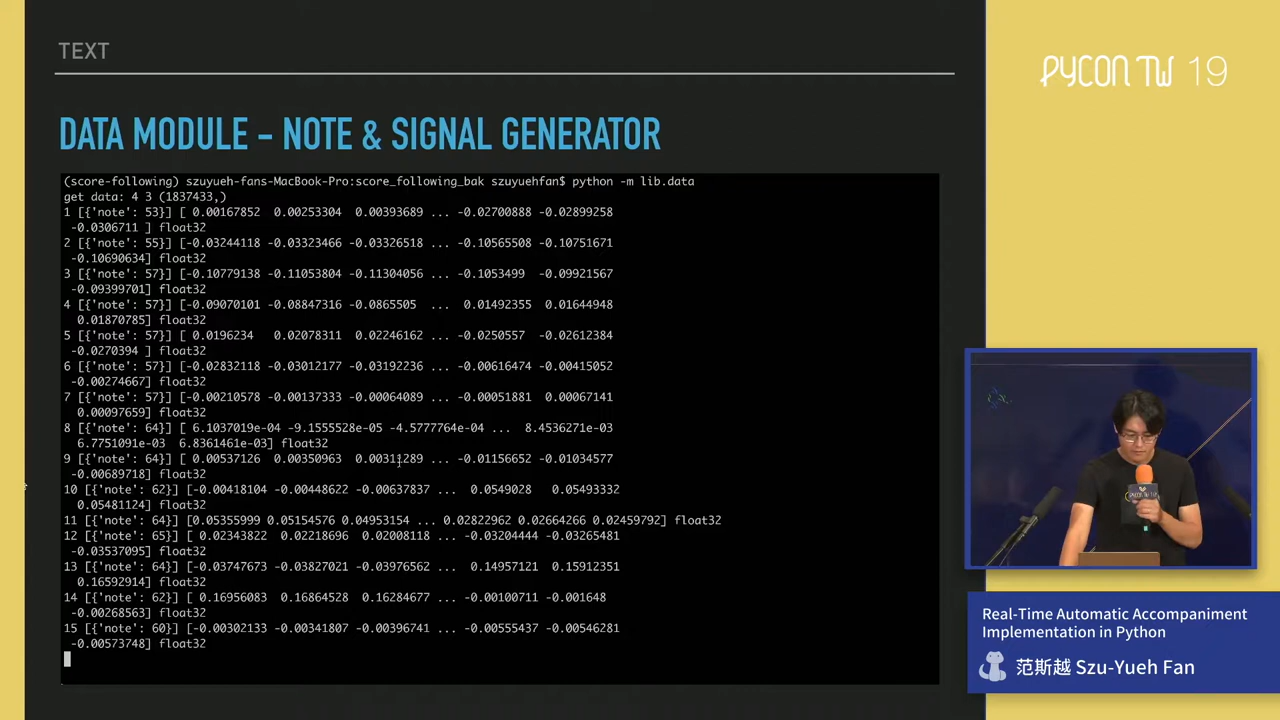 TEXT
PYCON TW 19
DATA MODULE – NOTE & SIGNAL GENERATOR
(score-following) szuyueh-fans-MacBook-Pro:score_following_bak szuyuehfan$ python -m lib.data
get data: 4 3 (1837433,)
1 [{'note': 53}] [ 0.00167852 0.00253304 0.00393689 ... -0.02700888 -0.02899258
-0.0306711 ] float32
2 [{'note': 55}] [-0.03244118 -0.03323466 -0.03326518 ... -0.10565508 -0.10751671
-0.10690634] float32
3 [{'note': 57}] [-0.10779138 -0.11053804 -0.11304056 ... -0.1053499 -0.09921567
-0.09399701] float32
4 [{'note': 57}] [-0.09070101 -0.08847316 -0.0865505 ... 0.01492355 0.01644948
0.01870785] float32
5 [{'note': 57}] [ 0.0196234 0.02078311 0.02246162 ... -0.0250557 -0.02612384
-0.0270394 ] float32
6 [{'note': 57}] [-0.02832118 -0.03012177 -0.03192236 ... -0.00616474 -0.00415052
-0.00274667] float32
7 [{'note': 57}] [-0.00210578 -0.00137333 -0.00064089 ... -0.00051881 0.00067141
0.00097659] float32
8 [{'note': 64}] [ 6.1037019e-04 -9.1555528e-05 -4.5777764e-04 ... 8.4536271e-03
6.7751091e-03 6.8361461e-03] float32
9 [{'note': 64}] [ 0.00537126 0.00350963 0.00311289 ... -0.01156652 -0.01034577
-0.00689718] float32
10 [{'note': 62}] [-0.00418104 -0.00448622 -0.00637837 ... 0.0549028 0.05493332
0.05481124] float32
11 [{'note': 64}] [0.05355999 0.05154576 0.04953154 ... 0.02822962 0.02664266 0.02459792] float32
12 [{'note': 65}] [ 0.02343822 0.02218696 0.02008118 ... -0.03204444 -0.03265481
-0.03537095] float32
13 [{'note': 64}] [-0.03747673 -0.03827021 -0.03976562 ... 0.14957121 0.15912351
0.16592914] float32
14 [{'note': 62}] [ 0.16956083 0.16864528 0.16284677 ... -0.00100711 -0.001648
-0.00268563] float32
15 [{'note': 60}] [-0.00302133 -0.00341807 -0.00396741 ... -0.00555437 -0.00546281
-0.00573748] float32
Real-Time Automatic Accompaniment
Implementation in Python
范斯越 Szu-Yueh Fan